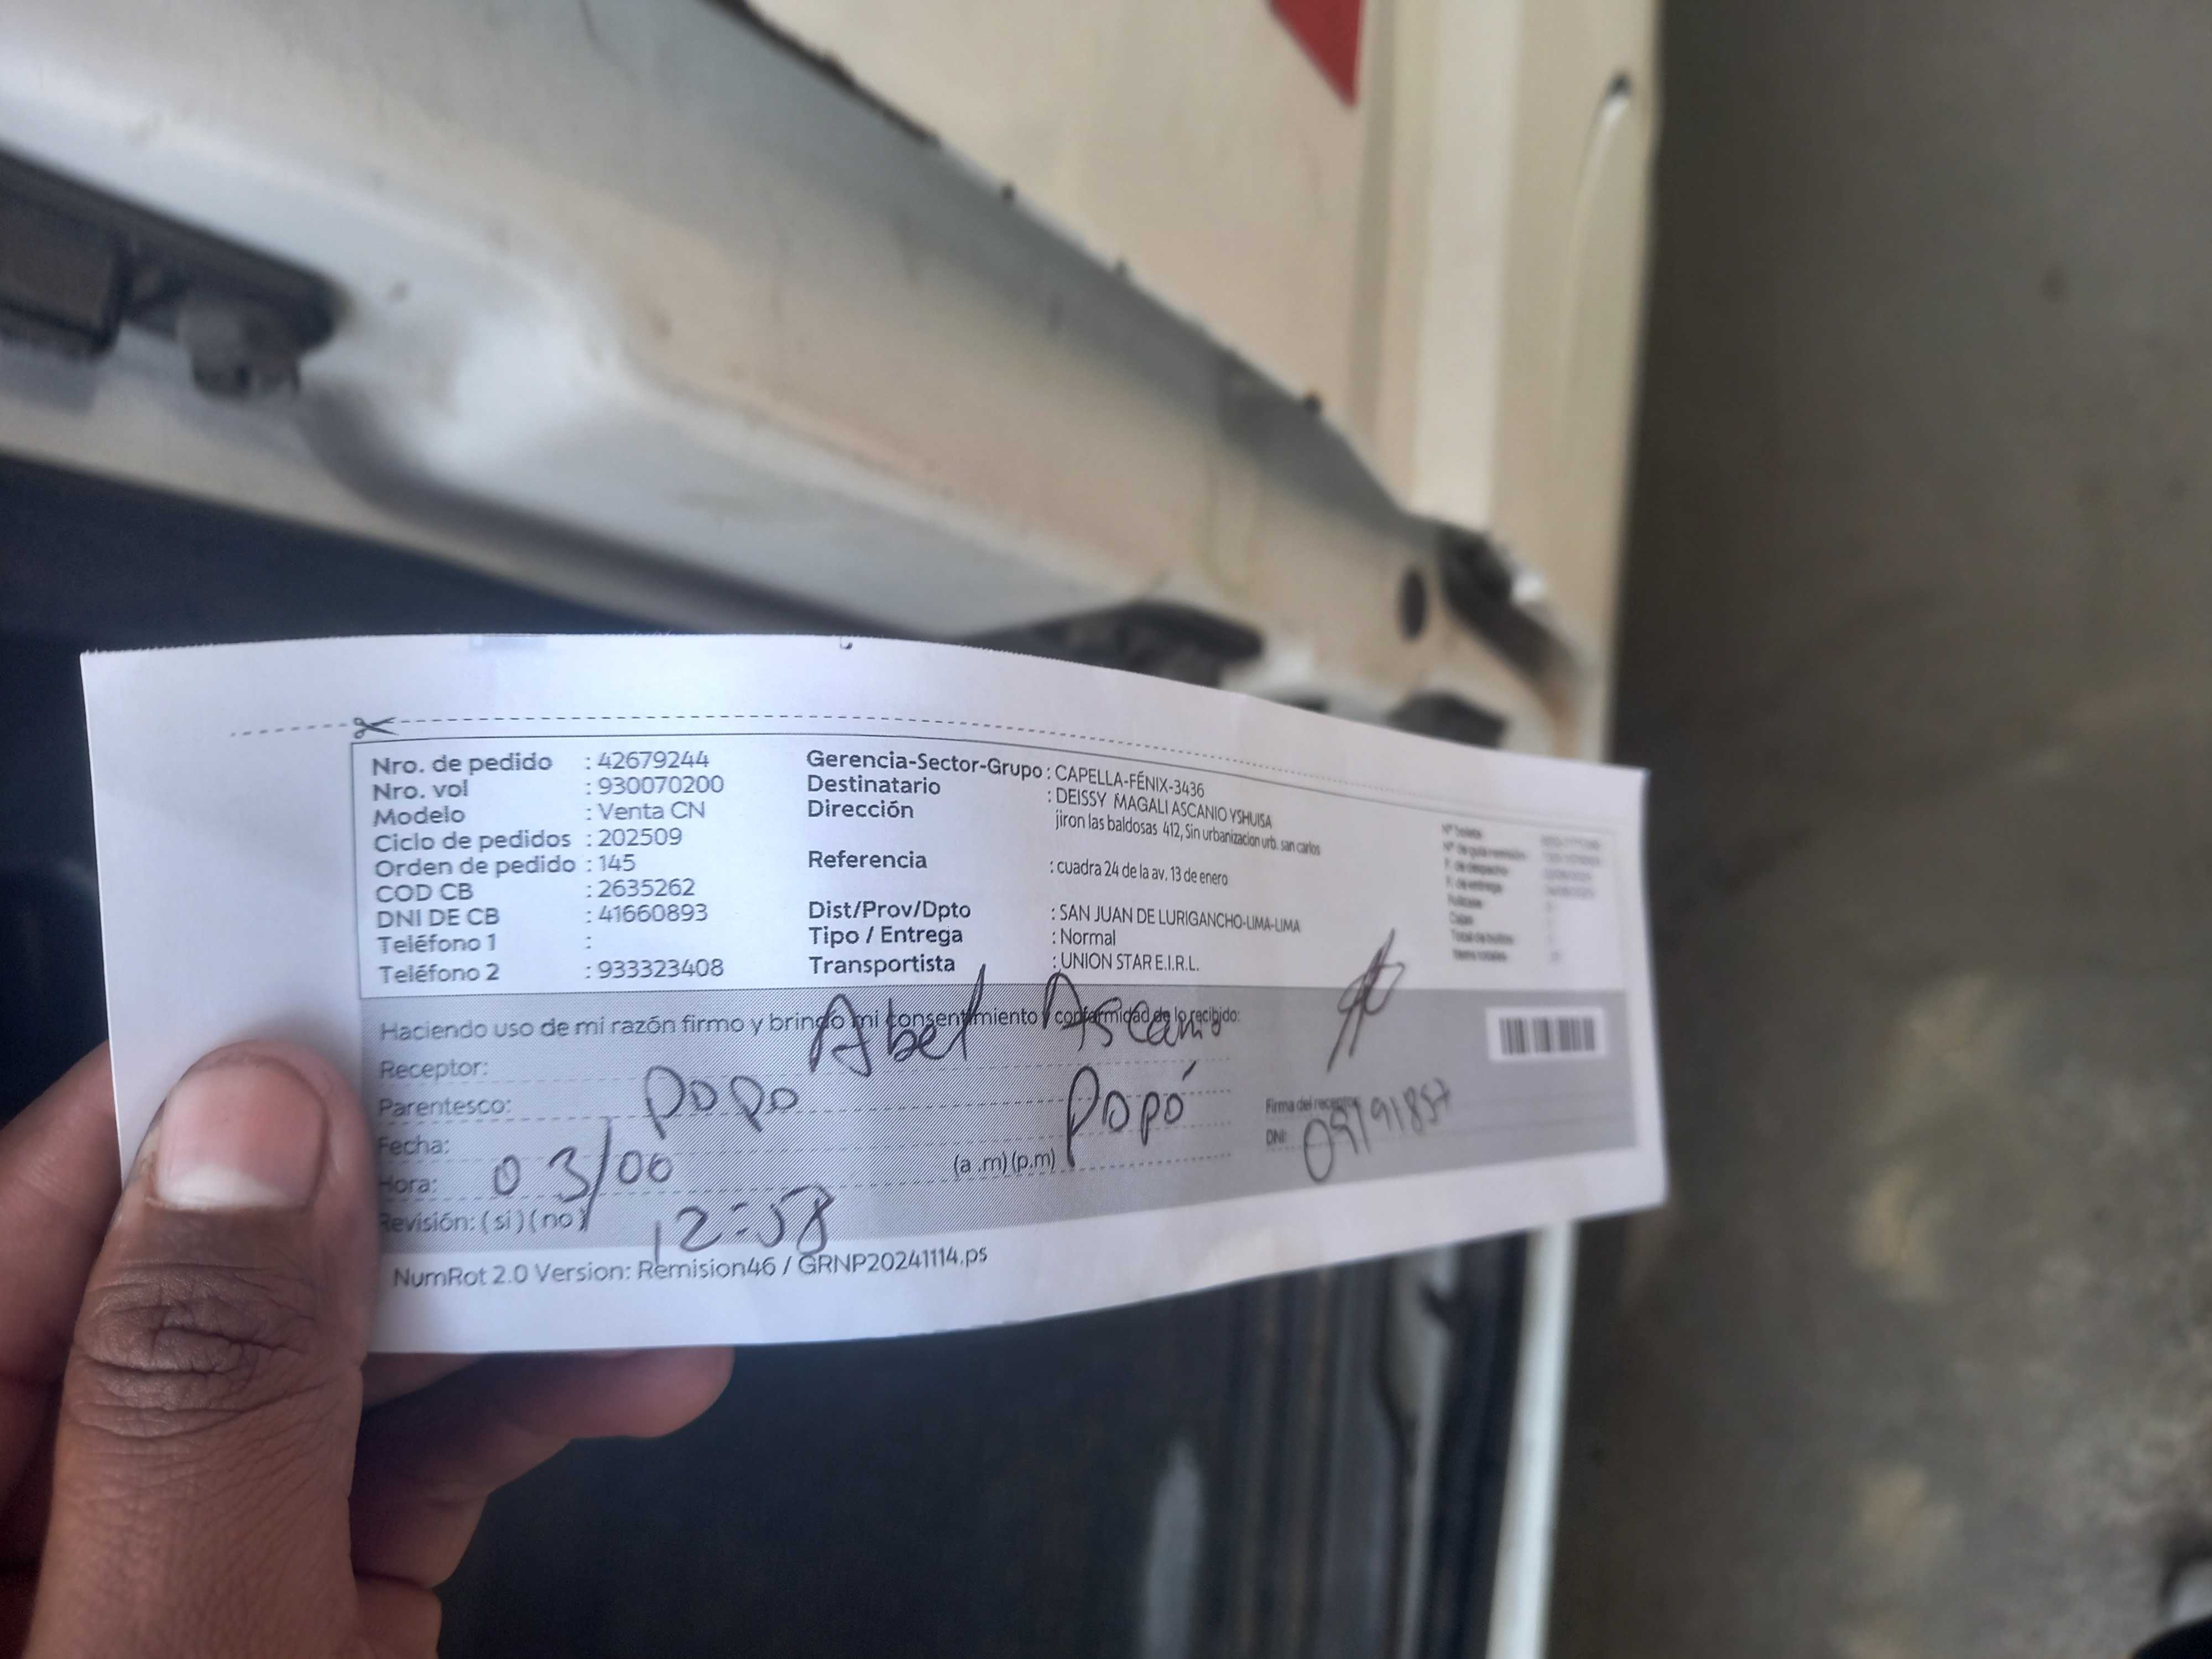 Nro. de pedido : 42679244
Nro. vol : 930070200
Modelo : Venta CN
Ciclo de pedidos : 202509
Orden de pedido : 145
COD CB : 2635262
DNI DE CB : 41660893
Teléfono 1 :
Teléfono 2 : 933323408
Gerencia-Sector-Grupo : CAPELLA-FÉNIX-3436
Destinatario : DEISSY MAGALI ASCANIO YSHUISA
Dirección jiron las baldosas 412, Sin urbanizacion urb. san carlos
Referencia : cuadra 24 de la av. 13 de enero
Dist/Prov/Dpto : SAN JUAN DE LURIGANCHO-LIMA-LIMA
Tipo / Entrega : Normal
Transportista : UNION STAR E.I.R.L.
Haciendo uso de mi razón firmo y brindo mi consentimiento y conformidad de lo recibido:
Receptor: Abel Ascanio
Parentesco: Popo Popó
Fecha: 03/06
Hora: 12:58 (a .m) (p.m)
Revisión: ( si ) ( no )
Firma del receptor
DNI:
NumRot 2.0 Version: Remision46 / GRNP20241114.ps